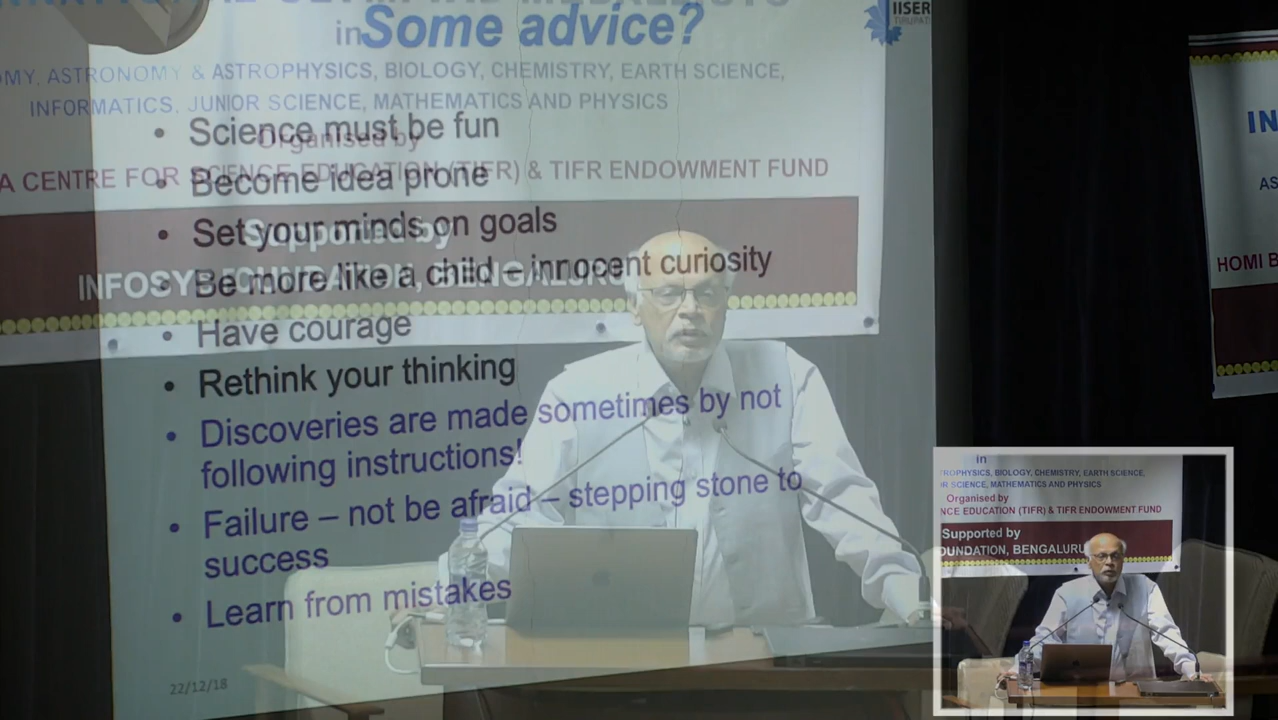 in Some advice?
IISER
TIRUPATI
ASTRONOMY & ASTROPHYSICS, BIOLOGY, CHEMISTRY, EARTH SCIENCE,
INFORMATICS, JUNIOR SCIENCE, MATHEMATICS AND PHYSICS
• Science must be fun
Organised by
CENTRE FOR SCIENCE EDUCATION (TIFR) & TIFR ENDOWMENT FUND
• Become idea prone
• Set your minds on goals
Supported by
• Be more like a child – innocent curiosity
INFOSYS FOUNDATION, BENGALURU
• Have courage
• Rethink your thinking
• Discoveries are made sometimes by not
following instructions!
• Failure – not be afraid – stepping stone to
success
• Learn from mistakes
22/12/18
IN
AS
HOMI B
in
ROPHYSICS, BIOLOGY, CHEMISTRY, EARTH SCIENCE,
R SCIENCE, MATHEMATICS AND PHYSICS
Organised by
NCE EDUCATION (TIFR) & TIFR ENDOWMENT FUND
Supported by
OUNDATION, BENGALURU